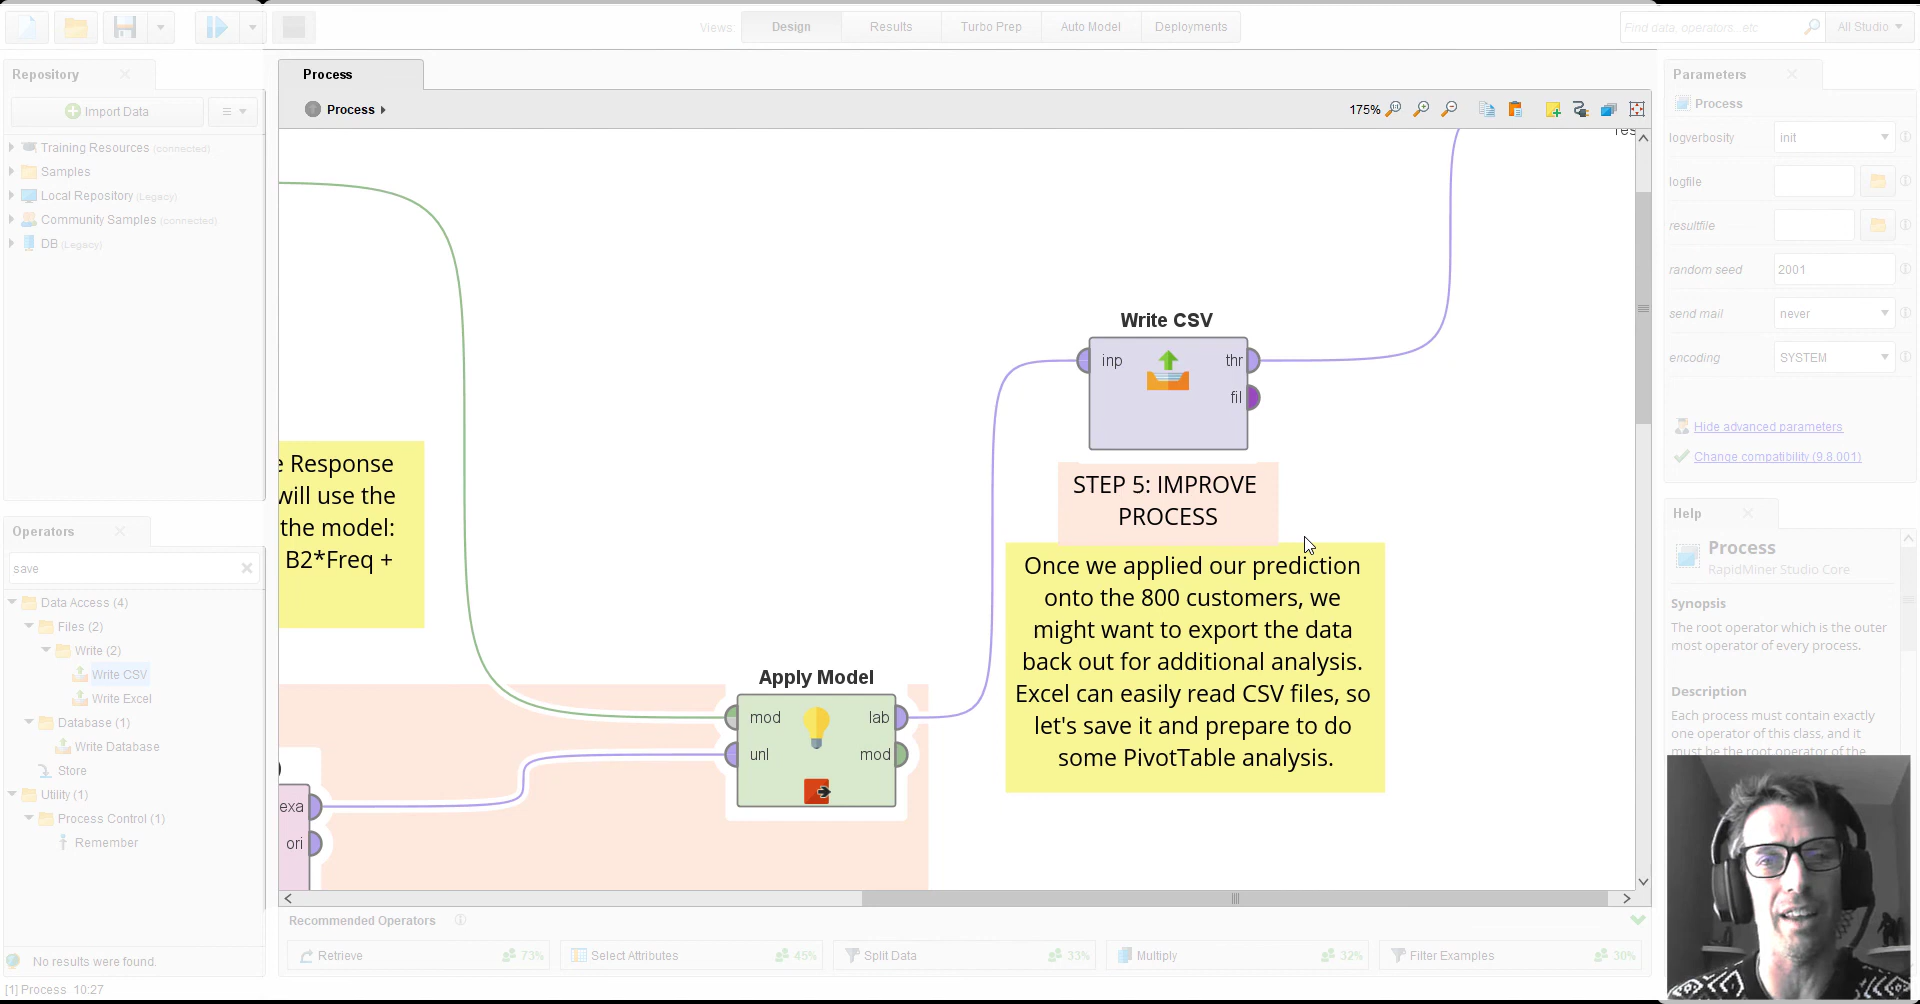 Views:
Design
Results
Turbo Prep
Auto Model
Deployments
Find data, operators...etc
All Studio
Repository
Import Data
Training Resources (connected)
Samples
Local Repository (Legacy)
Community Samples (connected)
DB (Legacy)
Operators
save
Data Access (4)
Files (2)
Write (2)
Write CSV
Write Excel
Database (1)
Write Database
Store
Utility (1)
Process Control (1)
Remember
No results were found.
[1] Process 10:27
Process
Process
175%
Response
will use the
the model:
B2*Freq +
exa
ori
Apply Model
mod
lab
unl
mod
Write CSV
inp
thr
fil
STEP 5: IMPROVE
PROCESS
Once we applied our prediction
onto the 800 customers, we
might want to export the data
back out for additional analysis.
Excel can easily read CSV files, so
let's save it and prepare to do
some PivotTable analysis.
Recommended Operators
Retrieve 73%
Select Attributes 45%
Split Data 33%
Multiply 32%
Filter Examples 30%
Parameters
Process
logverbosity
init
logfile
resultfile
random seed
2001
send mail
never
encoding
SYSTEM
Hide advanced parameters
Change compatibility (9.8.001)
Help
Process
RapidMiner Studio Core
Synopsis
The root operator which is the outer
most operator of every process.
Description
Each process must contain exactly
one operator of this class, and it
must be the root operator of the